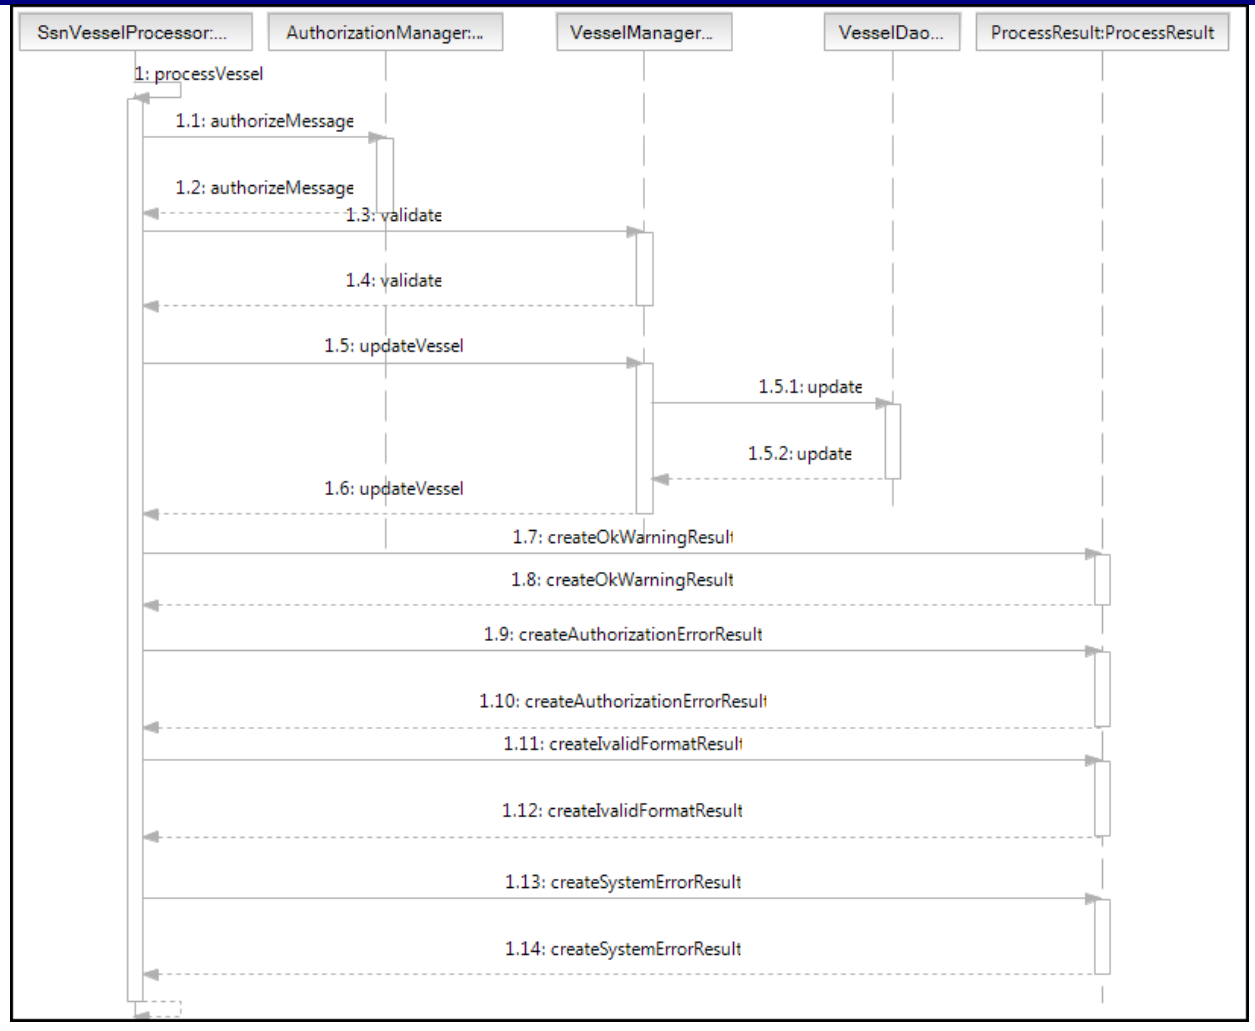 SsnVesselProcessor:...
AuthorizationManager:...
VesselManager...
VesselDao...
ProcessResult:ProcessResult
1: processVessel
1.1: authorizeMessage
1.2: authorizeMessage
1.3: validate
1.4: validate
1.5: updateVessel
1.5.1: update
1.5.2: update
1.6: updateVessel
1.7: createOkWarningResult
1.8: createOkWarningResult
1.9: createAuthorizationErrorResult
1.10: createAuthorizationErrorResult
1.11: createIvalidFormatResult
1.12: createIvalidFormatResult
1.13: createSystemErrorResult
1.14: createSystemErrorResult